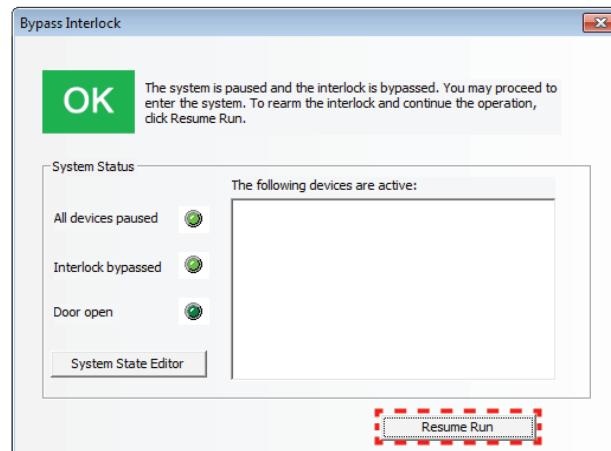 Bypass Interlock
OK
The system is paused and the interlock is bypassed. You may proceed to
enter the system. To rearm the interlock and continue the operation,
click Resume Run.
System Status
The following devices are active:
All devices paused
Interlock bypassed
Door open
System State Editor
Resume Run